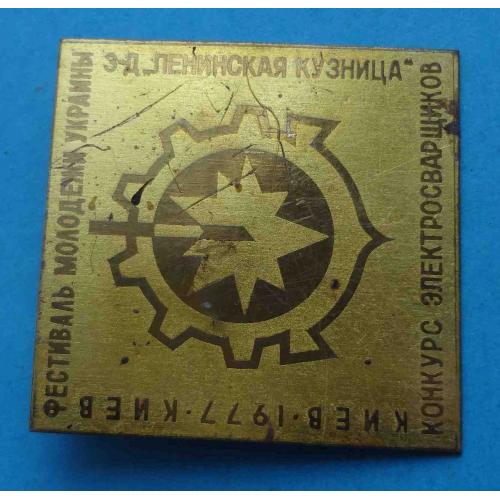 З-Д „ЛЕНИНСКАЯ КУЗНИЦА"
КОНКУРС ЭЛЕКТРОСВАРЩИКОВ
КИЕВ·1977·КИЕВ
ФЕСТИВАЛЬ МОЛОДЕЖИ УКРАИНЫ